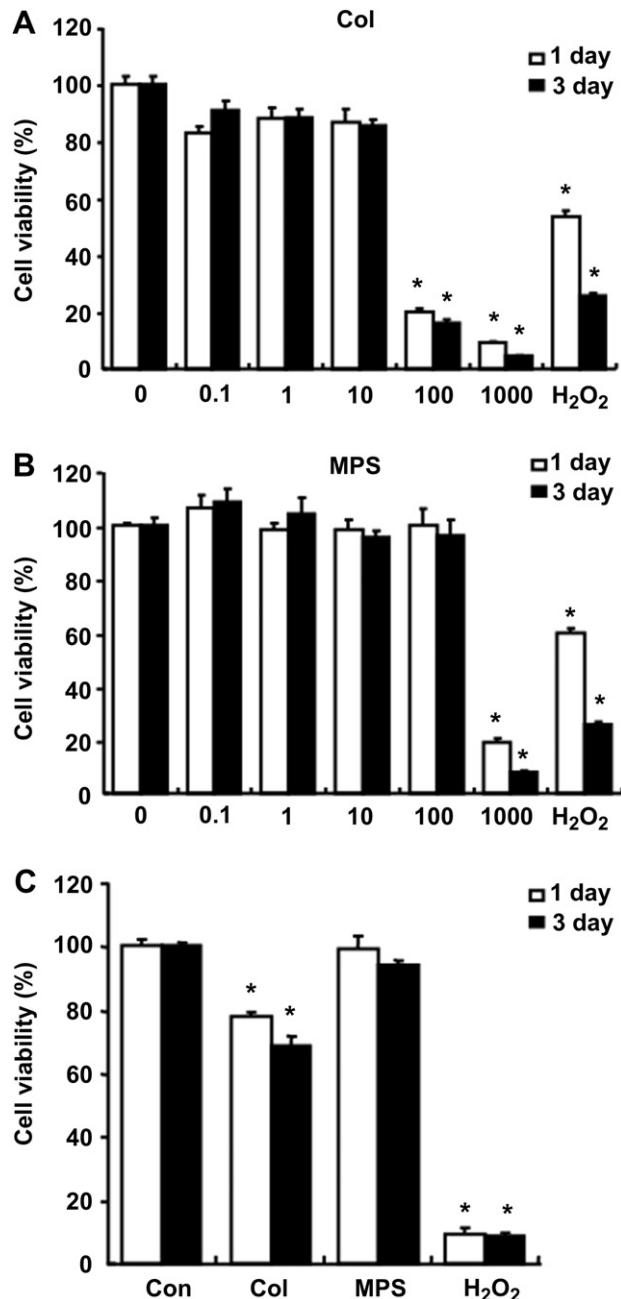 A
Col
1 day
3 day
Cell viability (%)
120
100
80
60
40
20
0
*
*
*
*
*
*
0 0.1 1 10 100 1000 H₂O₂
B
MPS
1 day
3 day
Cell viability (%)
120
100
80
60
40
20
0
*
*
*
*
0 0.1 1 10 100 1000 H₂O₂
C
1 day
3 day
Cell viability (%)
120
100
80
60
40
20
0
*
*
*
*
Con Col MPS H₂O₂